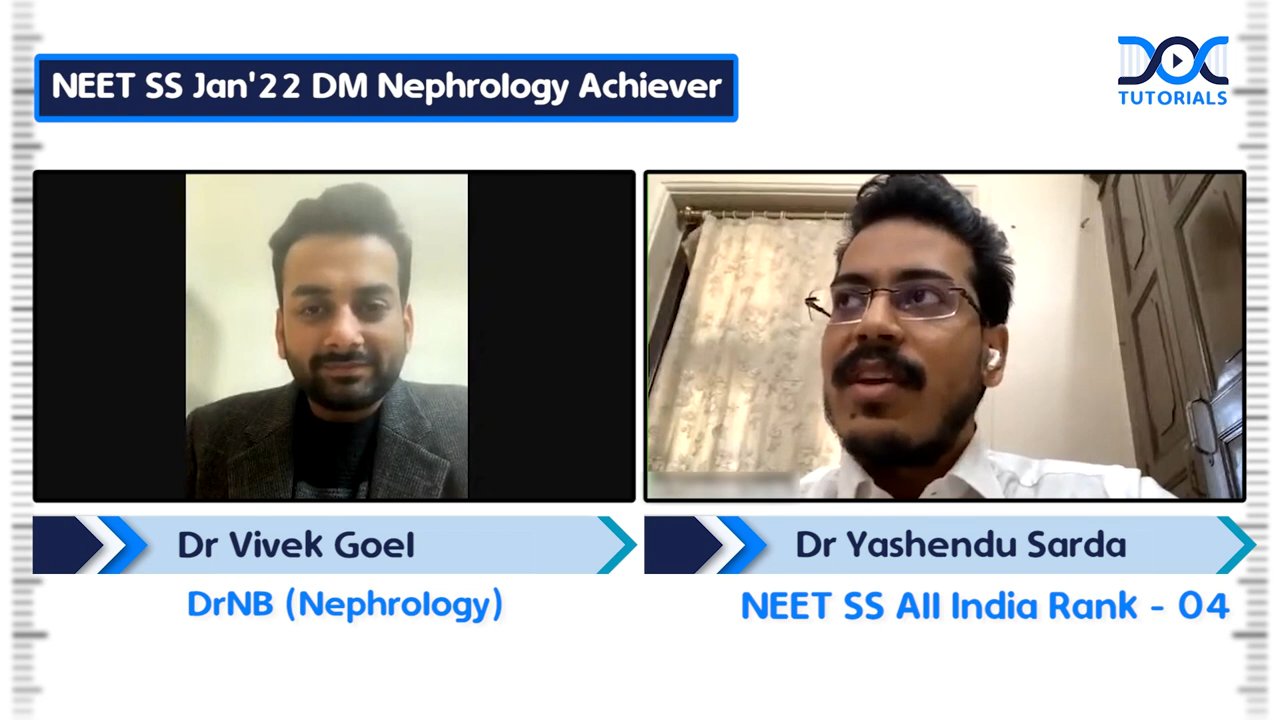 NEET SS Jan'22 DM Nephrology Achiever
DOC
TUTORIALS
Dr Vivek Goel
DrNB (Nephrology)
Dr Yashendu Sarda
NEET SS All India Rank - 04